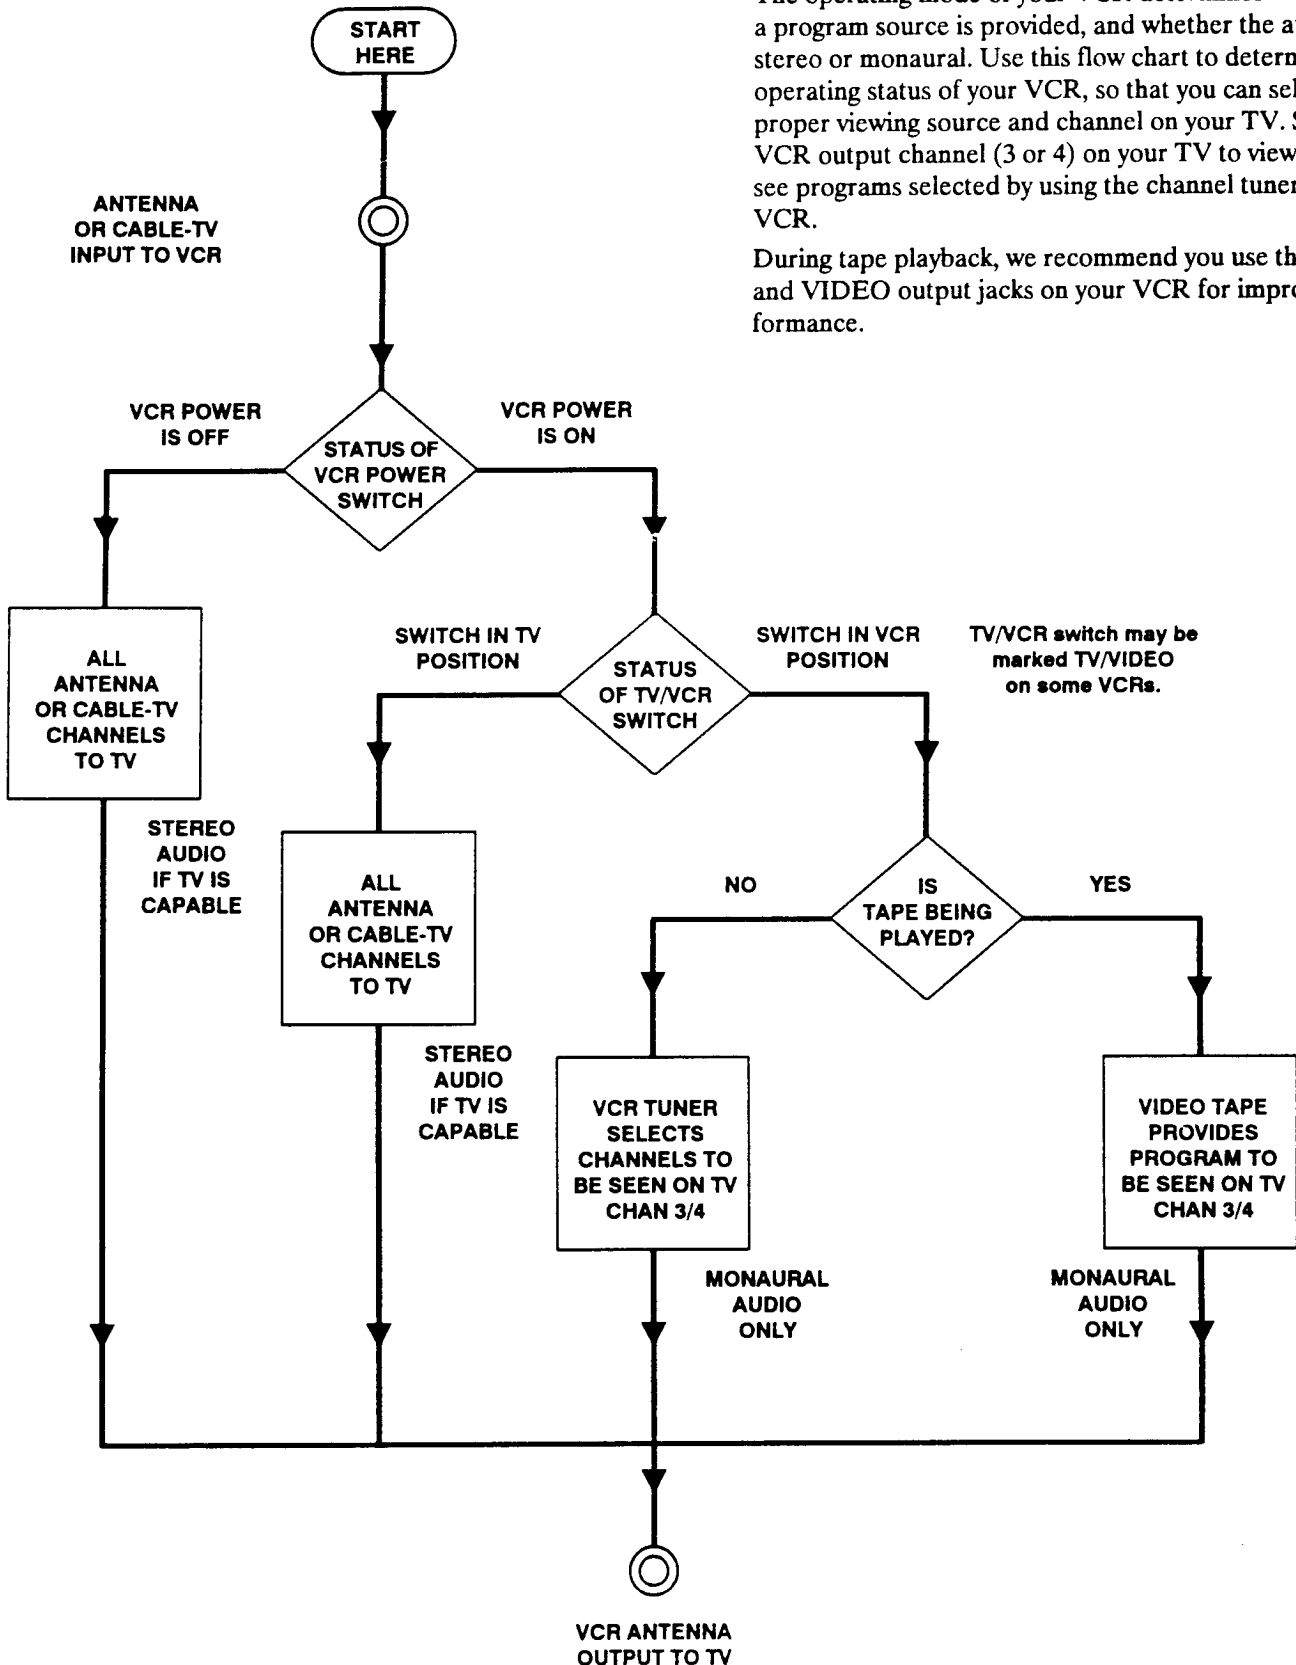 The operating mode of your VCR determines
a program source is provided, and whether the
stereo or monaural. Use this flow chart to
operating status of your VCR, so that you can
proper viewing source and channel on your TV.
VCR output channel (3 or 4) on your TV to view
see programs selected by using the channel tuner
VCR.
During tape playback, we recommend you use
and VIDEO output jacks on your VCR for
formance.
START
HERE
ANTENNA
OR CABLE-TV
INPUT TO VCR
VCR POWER
IS OFF
STATUS OF
VCR POWER
SWITCH
VCR POWER
IS ON
ALL
ANTENNA
OR CABLE-TV
CHANNELS
TO TV
STEREO
AUDIO
IF TV IS
CAPABLE
SWITCH IN TV
POSITION
STATUS
OF TV/VCR
SWITCH
SWITCH IN VCR
POSITION
TV/VCR switch may be
marked TV/VIDEO
on some VCRs.
ALL
ANTENNA
OR CABLE-TV
CHANNELS
TO TV
STEREO
AUDIO
IF TV IS
CAPABLE
NO
IS
TAPE BEING
PLAYED?
YES
VCR TUNER
SELECTS
CHANNELS TO
BE SEEN ON TV
CHAN 3/4
MONAURAL
AUDIO
ONLY
VIDEO TAPE
PROVIDES
PROGRAM TO
BE SEEN ON TV
CHAN 3/4
MONAURAL
AUDIO
ONLY
VCR ANTENNA
OUTPUT TO TV